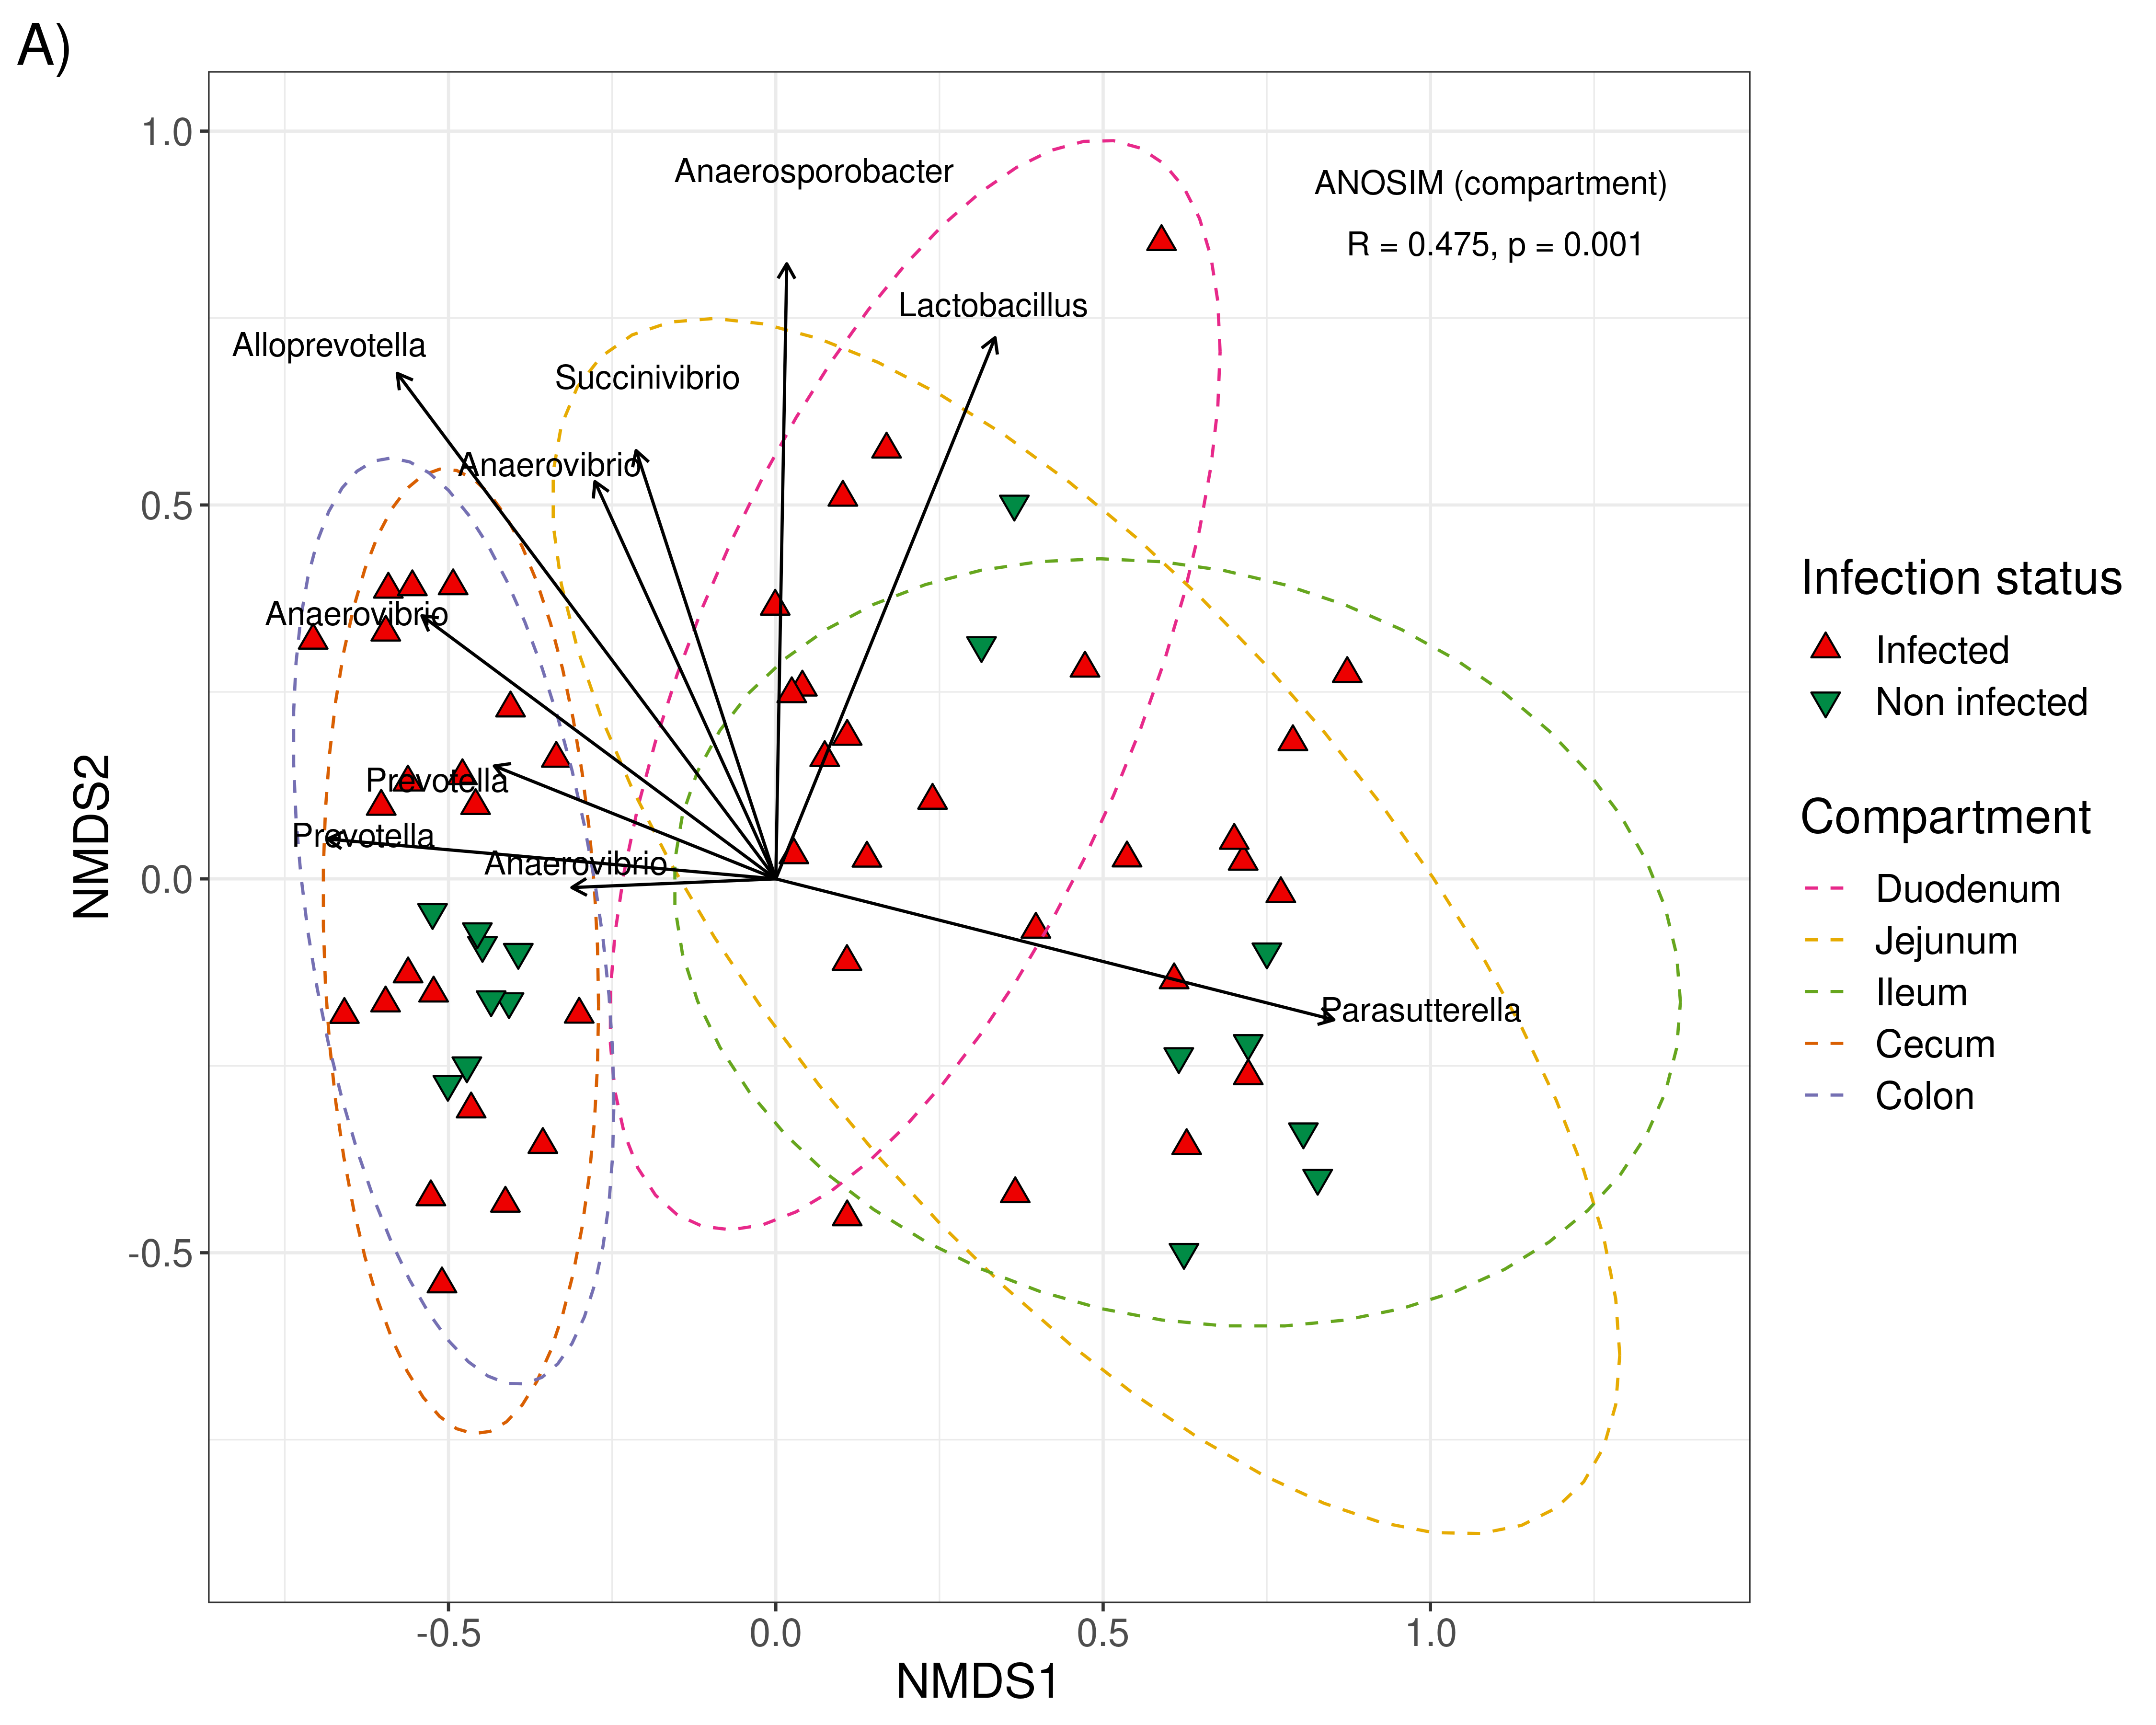 A)
1.0
0.5
0.0
-0.5
-0.5
0.0
0.5
1.0
NMDS2
NMDS1
Anaerosporobacter
ANOSIM (compartment)
R = 0.475, p = 0.001
Lactobacillus
Alloprevotella
Succinivibrio
Anaerovibrio
Anaerovibrio
Prevotella
Prevotella
Anaerovibrio
Parasutterella
Infection status
Infected
Non infected
Compartment
Duodenum
Jejunum
Ileum
Cecum
Colon